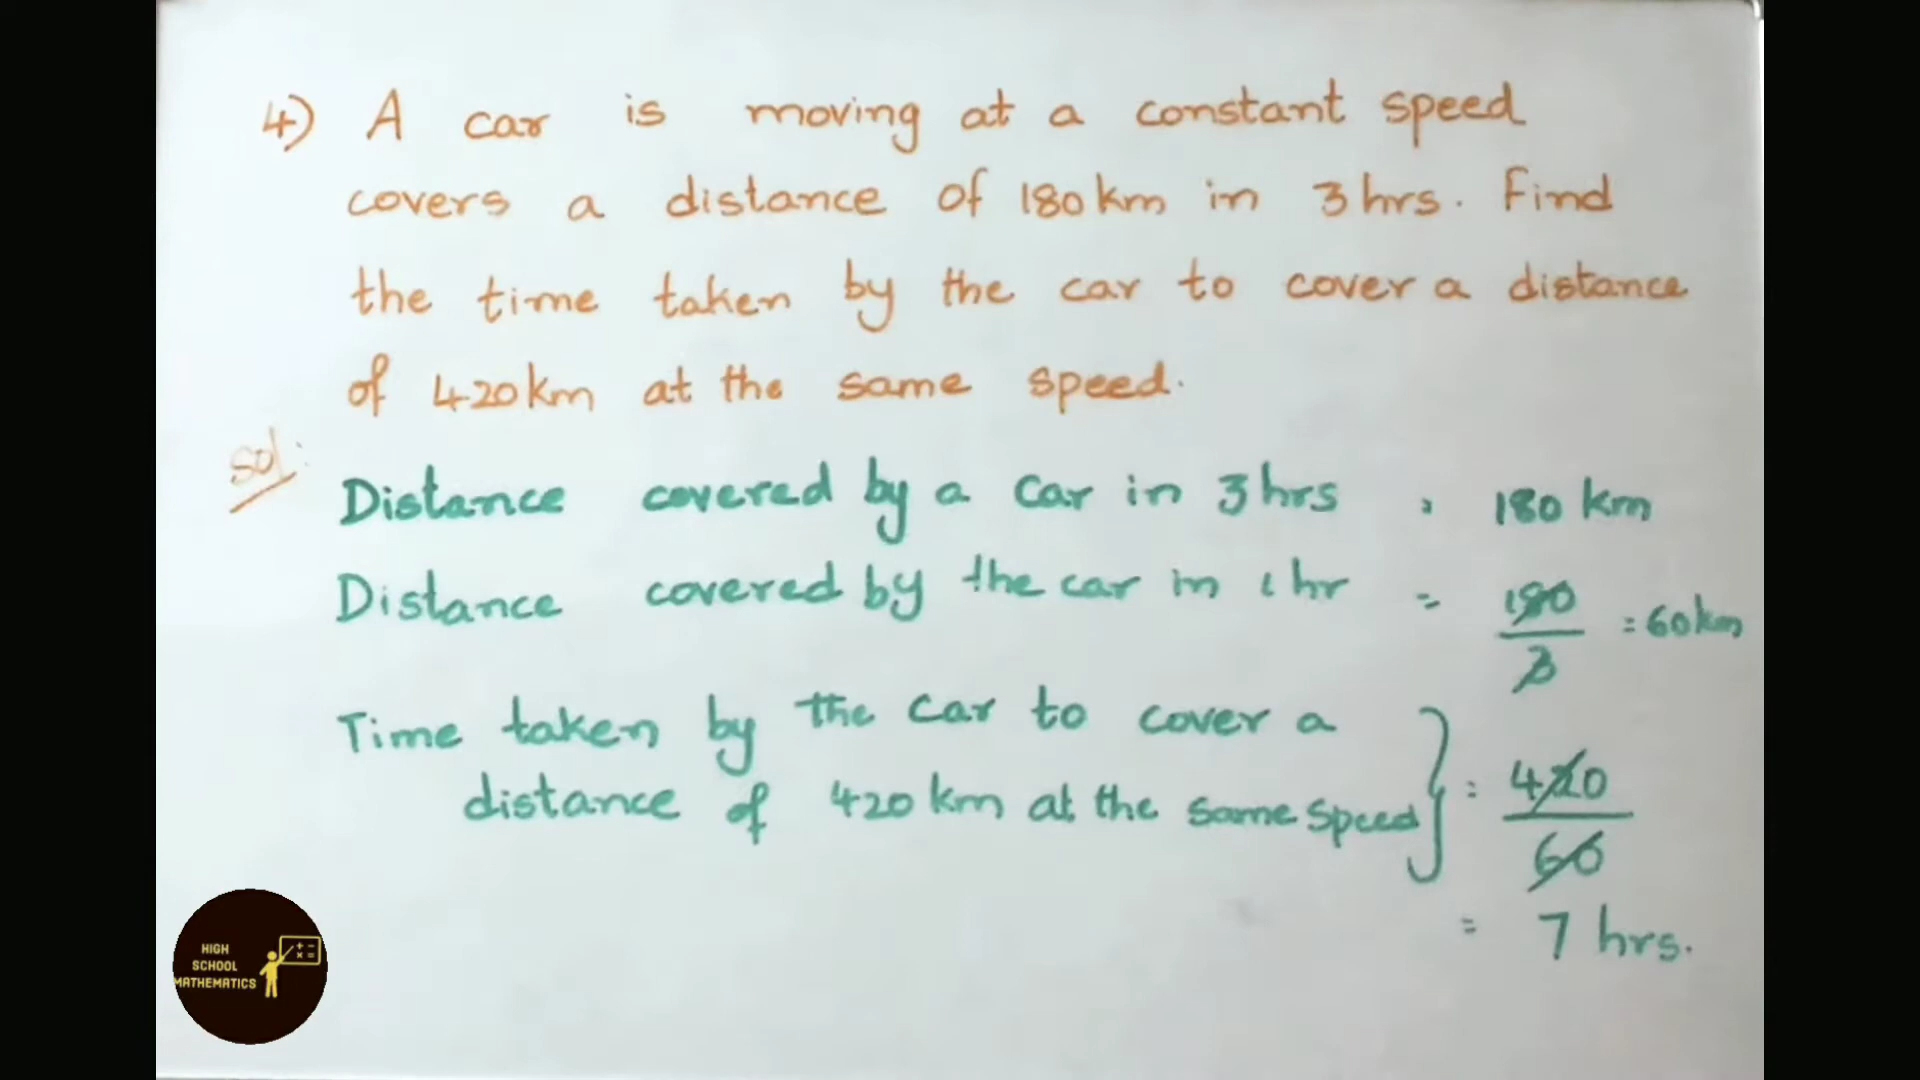 4) A car is moving at a constant speed
covers a distance of 180 km in 3 hrs. Find
the time taken by the car to cover a distance
of 420 km at the same speed.
Sol:
Distance covered by a car in 3 hrs = 180 km
Distance covered by the car in 1 hr = 180/3 = 60 km
Time taken by the car to cover a
distance of 420 km at the same speed } = 420/60
= 7 hrs.
HIGH
SCHOOL
MATHEMATICS